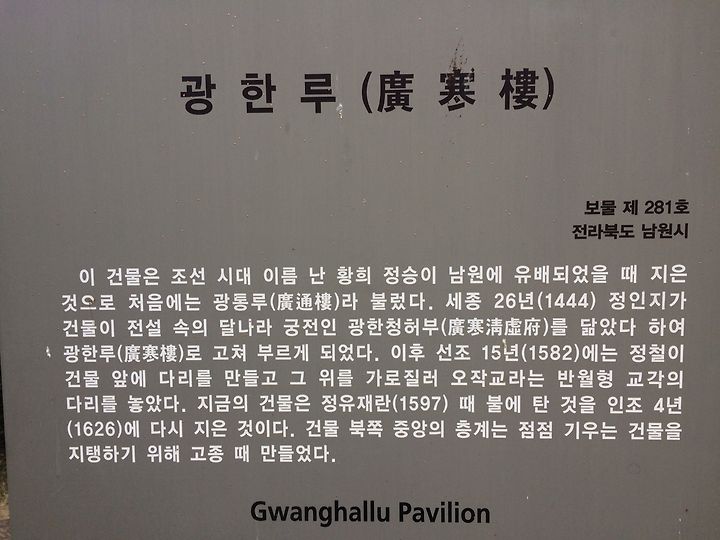 광한루(廣寒樓)
보물 제 281호
전라북도 남원시
이 건물은 조선 시대 이름 난 황희 정승이 남원에 유배되었을 때 지은
것으로 처음에는 광통루(廣通樓)라 불렀다. 세종 26년(1444) 정인지가
건물이 전설 속의 달나라 궁전인 광한청허부(廣寒淸虛府)를 닮았다 하여
광한루(廣寒樓)로 고쳐 부르게 되었다. 이후 선조 15년(1582)에는 정철이
건물 앞에 다리를 만들고 그 위를 가로질러 오작교라는 반월형 교각의
다리를 놓았다. 지금의 건물은 정유재란(1597) 때 불에 탄 것을 인조 4년
(1626)에 다시 지은 것이다. 건물 북쪽 중앙의 층계는 점점 기우는 건물을
지탱하기 위해 고종 때 만들었다.
Gwanghallu Pavilion